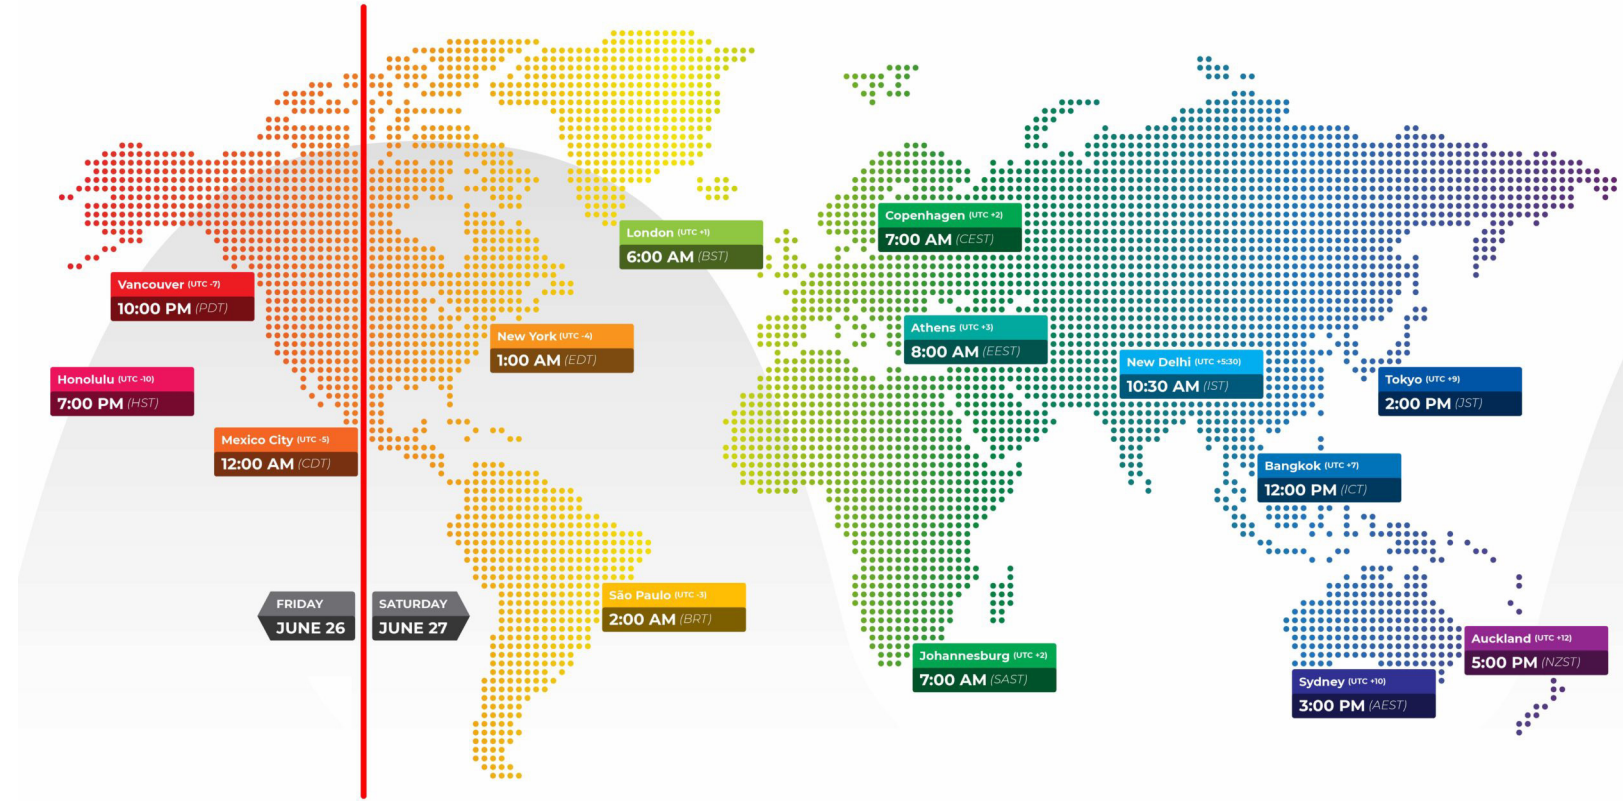 London (UTC +1)
6:00 AM (BST)
Copenhagen (UTC +2)
7:00 AM (CEST)
Vancouver (UTC -7)
10:00 PM (PDT)
New York (UTC -4)
1:00 AM (EDT)
Athens (UTC +3)
8:00 AM (EEST)
New Delhi (UTC +5:30)
10:30 AM (IST)
Honolulu (UTC -10)
7:00 PM (HST)
Tokyo (UTC +9)
2:00 PM (JST)
Mexico City (UTC -5)
12:00 AM (CDT)
Bangkok (UTC +7)
12:00 PM (ICT)
FRIDAY
JUNE 26
SATURDAY
JUNE 27
São Paulo (UTC -3)
2:00 AM (BRT)
Johannesburg (UTC +2)
7:00 AM (SAST)
Auckland (UTC +12)
5:00 PM (NZST)
Sydney (UTC +10)
3:00 PM (AEST)